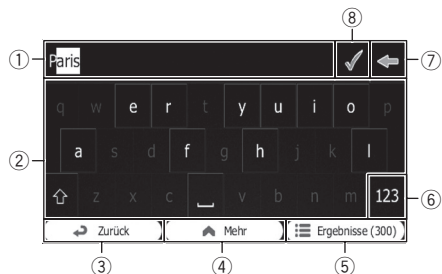 ⑧
① Paris ⑦
q w e r t y u i o p
② a s d f g h j k l
z x c v b n m 123 ⑥
Zurück Mehr Ergebnisse (300)
③ ④ ⑤